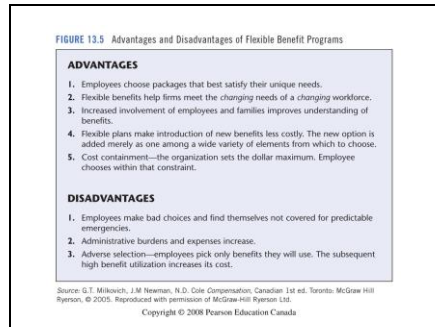 FIGURE 13.5 Advantages and Disadvantages of Flexible Benefit Programs
ADVANTAGES
1. Employees choose packages that best satisfy their unique needs.
2. Flexible benefits help firms meet the changing needs of a changing workforce.
3. Increased involvement of employees and families improves understanding of
benefits.
4. Flexible plans make introduction of new benefits less costly. The new option is
added merely as one among a wide variety of elements from which to choose.
5. Cost containment—the organization sets the dollar maximum. Employee
chooses within that constraint.
DISADVANTAGES
1. Employees make bad choices and find themselves not covered for predictable
emergencies.
2. Administrative burdens and expenses increase.
3. Adverse selection—employees pick only benefits they will use. The subsequent
high benefit utilization increases its cost.
Source: G.T. Milkovich, J.M Newman, N.D. Cole Compensation, Canadian 1st ed. Toronto: McGraw Hill
Ryerson, © 2005. Reproduced with permission of McGraw-Hill Ryerson Ltd.
Copyright © 2008 Pearson Education Canada